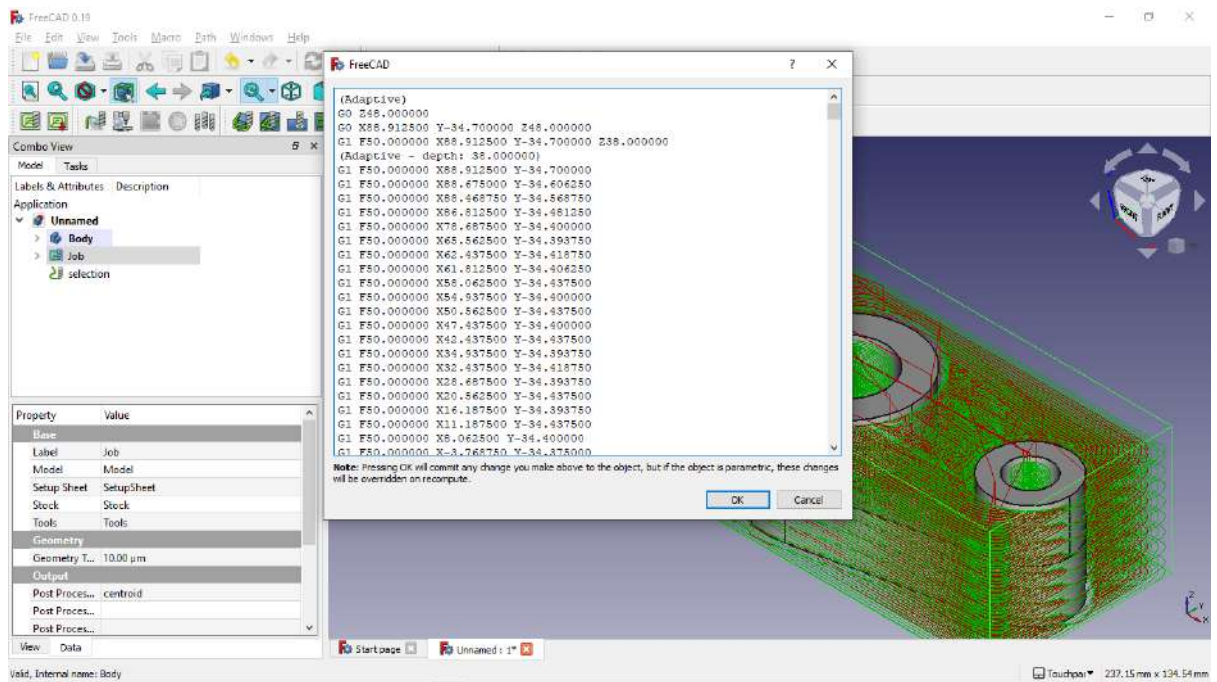 FreeCAD 0.19
File Edit View Tools Macro Path Windows Help
FreeCAD
(Adaptive)
G0 Z48.000000
G0 X88.912500 Y-34.700000 Z48.000000
G1 F50.000000 X88.912500 Y-34.700000 Z38.000000
(Adaptive - depth: 38.000000)
G1 F50.000000 X88.912500 Y-34.700000
G1 F50.000000 X88.675000 Y-34.606250
G1 F50.000000 X88.468750 Y-34.568750
G1 F50.000000 X86.812500 Y-34.481250
G1 F50.000000 X78.687500 Y-34.400000
G1 F50.000000 X65.562500 Y-34.393750
G1 F50.000000 X62.437500 Y-34.418750
G1 F50.000000 X61.812500 Y-34.406250
G1 F50.000000 X58.062500 Y-34.437500
G1 F50.000000 X54.937500 Y-34.400000
G1 F50.000000 X50.562500 Y-34.437500
G1 F50.000000 X47.437500 Y-34.400000
G1 F50.000000 X42.437500 Y-34.437500
G1 F50.000000 X34.937500 Y-34.393750
G1 F50.000000 X32.437500 Y-34.418750
G1 F50.000000 X28.687500 Y-34.393750
G1 F50.000000 X20.562500 Y-34.437500
G1 F50.000000 X16.187500 Y-34.393750
G1 F50.000000 X11.187500 Y-34.437500
G1 F50.000000 X8.062500 Y-34.400000
G1 F50.000000 X-3.768750 Y-34.375000
Note: Pressing OK will commit any change you make above to the object, but if the object is parametric, these changes
will be overridden on recompute.
OK Cancel
Combo View
Model Tasks
Labels & Attributes Description
Application
Unnamed
Body
Job
selection
Property Value
Base
Label Job
Model Model
Setup Sheet SetupSheet
Stock Stock
Tools Tools
Geometry
Geometry T... 10.00 µm
Output
Post Proces... centroid
Post Proces...
Post Proces...
View Data
Start page
Unnamed : 1*
Valid, Internal name: Body
Touchpar 237.15 mm x 134.54 mm
Z
Y
X